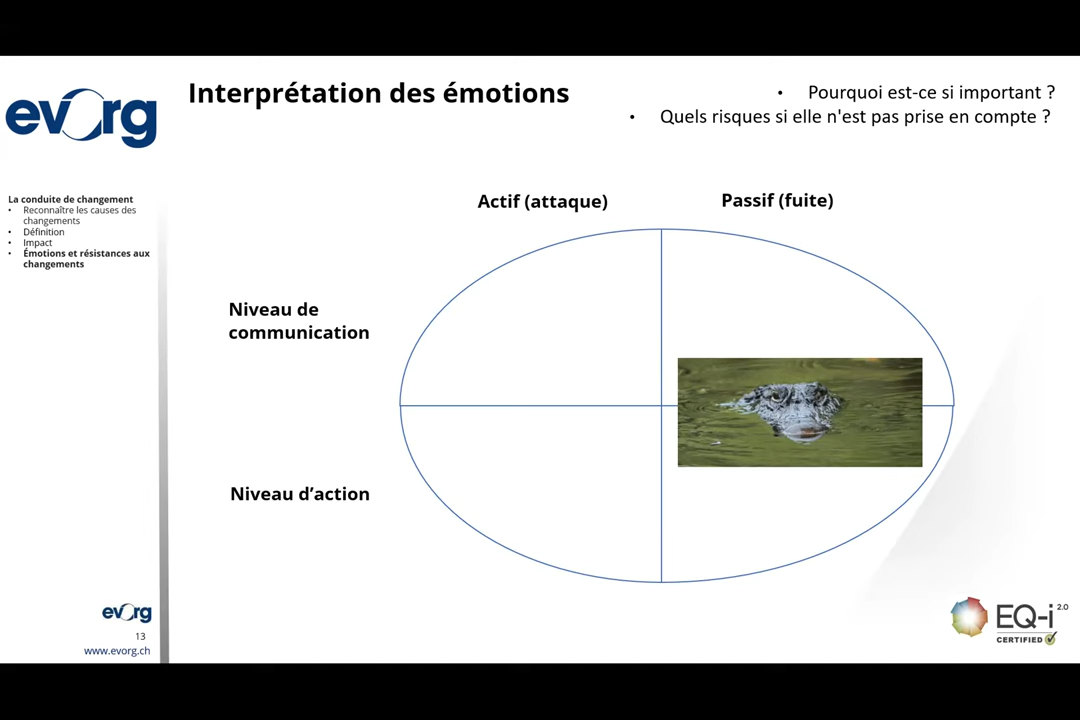 evorg
Interprétation des émotions
• Pourquoi est-ce si important ?
• Quels risques si elle n'est pas prise en compte ?
La conduite de changement
• Reconnaître les causes des
changements
• Définition
• Impact
• Émotions et résistances aux
changements
Actif (attaque)
Passif (fuite)
Niveau de
communication
Niveau d’action
evorg
13
www.evorg.ch
EQ-i 2.0
CERTIFIED